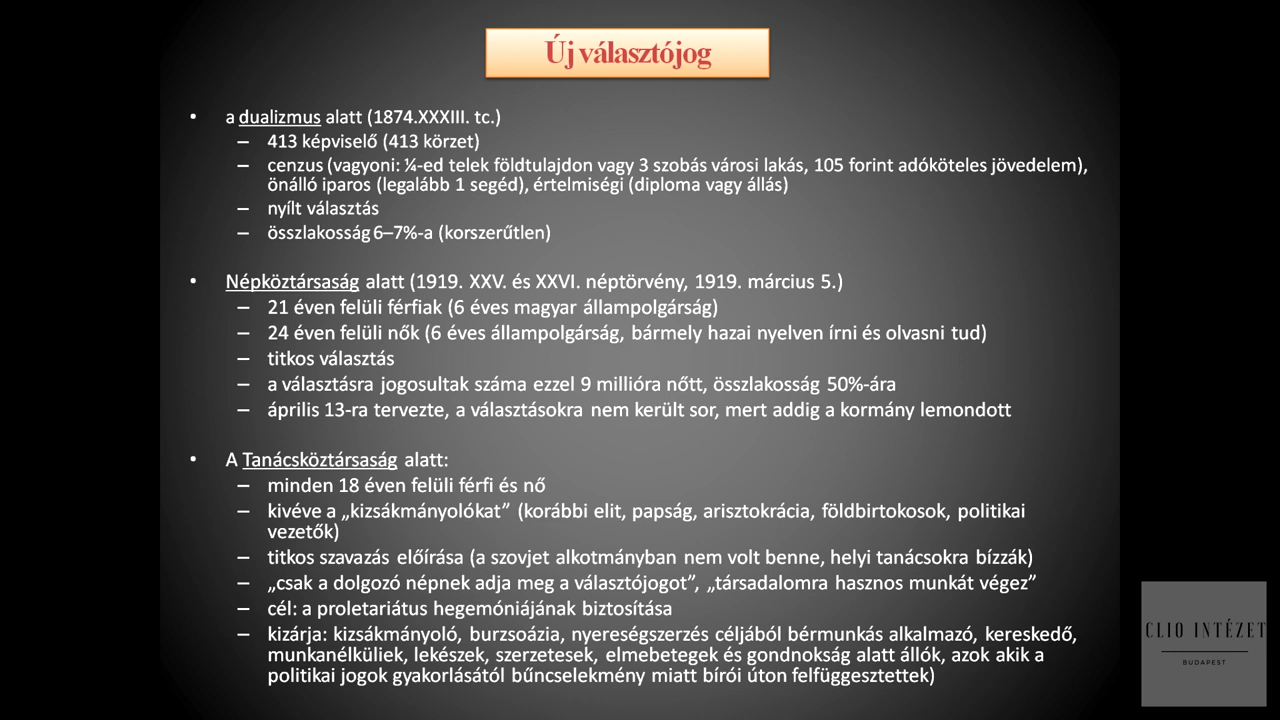 Új választójog
• a dualizmus alatt (1874.XXXIII. tc.)
– 413 képviselő (413 körzet)
– cenzus (vagyoni: ¼-ed telek földtulajdon vagy 3 szobás városi lakás, 105 forint adóköteles jövedelem),
önálló iparos (legalább 1 segéd), értelmiségi (diploma vagy állás)
– nyílt választás
– összlakosság 6–7%-a (korszerűtlen)
• Népköztársaság alatt (1919. XXV. és XXVI. néptörvény, 1919. március 5.)
– 21 éven felüli férfiak (6 éves magyar állampolgárság)
– 24 éven felüli nők (6 éves állampolgárság, bármely hazai nyelven írni és olvasni tud)
– titkos választás
– a választásra jogosultak száma ezzel 9 millióra nőtt, összlakosság 50%-ára
– április 13-ra tervezte, a választásokra nem került sor, mert addig a kormány lemondott
• A Tanácsköztársaság alatt:
– minden 18 éven felüli férfi és nő
– kivéve a „kizsákmányolókat” (korábbi elit, papság, arisztokrácia, földbirtokosok, politikai
vezetők)
– titkos szavazás előírása (a szovjet alkotmányban nem volt benne, helyi tanácsokra bízzák)
– „csak a dolgozó népnek adja meg a választójogot”, „társadalomra hasznos munkát végez”
– cél: a proletariátus hegemóniájának biztosítása
– kizárja: kizsákmányoló, burzsoázia, nyereségszerzés céljából bérmunkás alkalmazó, kereskedő,
munkanélküliek, lekészek, szerzetesek, elmebetegek és gondnokság alatt állók, azok akik a
politikai jogok gyakorlásától bűncselekmény miatt bírói úton felfüggesztettek)
CLIO INTÉZET
BUDAPEST